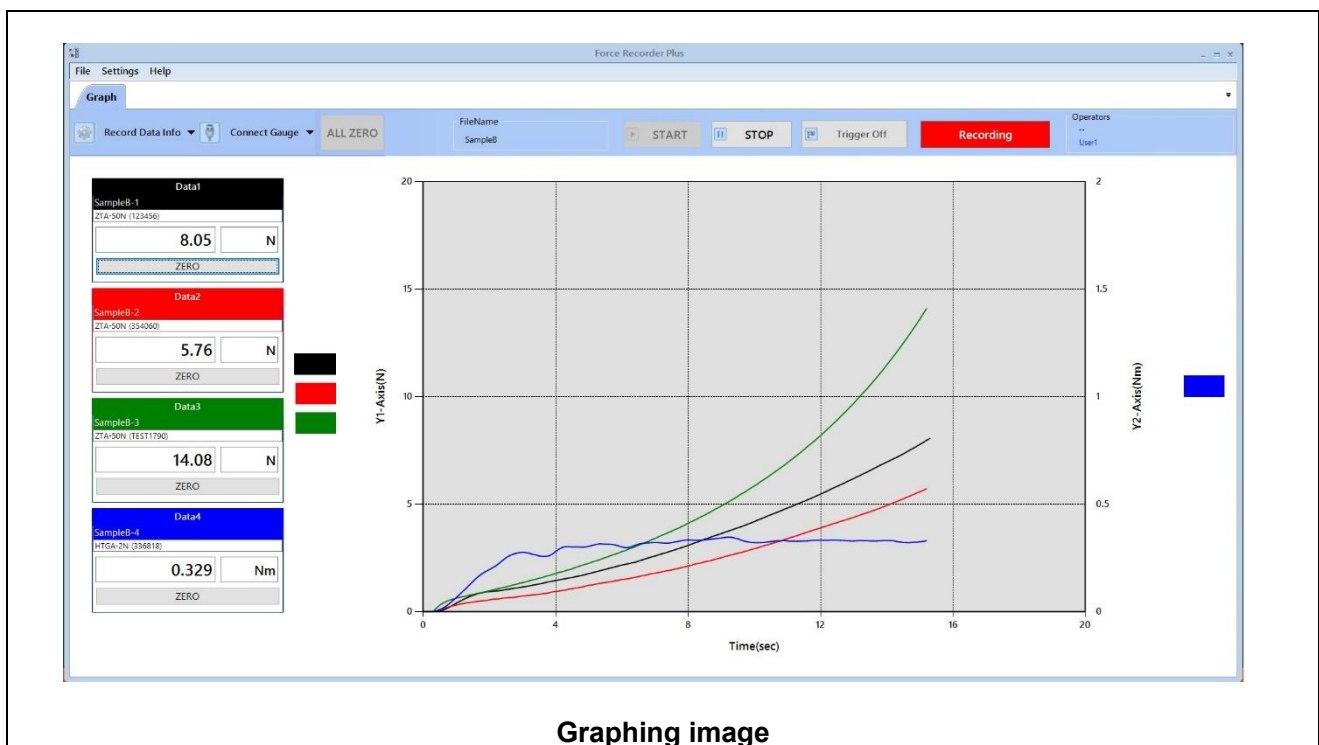 Force Recorder Plus
File Settings Help
Graph
Record Data Info
Connect Gauge
ALL ZERO
FileName
SampleB
START
STOP
Trigger Off
Recording
Operators
--
User1
Data1
SampleB-1
ZTA-50N (123456)
8.05 N
ZERO
Data2
SampleB-2
ZTA-50N (354060)
5.76 N
ZERO
Data3
SampleB-3
ZTA-50N (TEST1790)
14.08 N
ZERO
Data4
SampleB-4
HTGA-2N (336818)
0.329 Nm
ZERO
Y1-Axis(N)
20
15
10
5
0
0 4 8 12 16 20
Time(sec)
2
1.5
1
0.5
0
Y2-Axis(Nm)
Graphing image